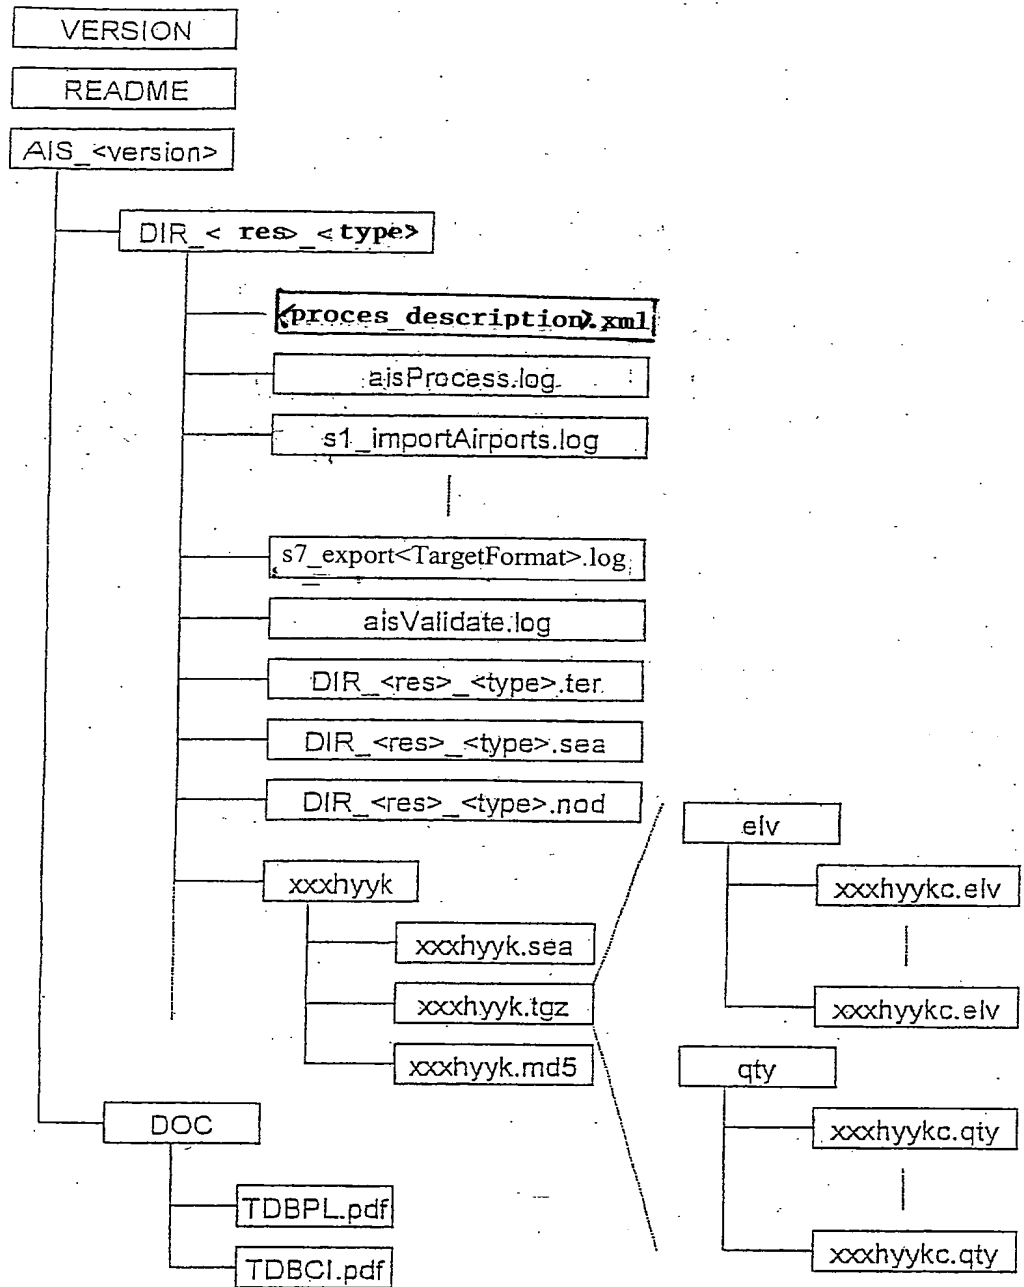 VERSION
README
AIS_<version>
DIR_< res>_<type>
<proces_description>.xml
aisProcess.log
s1_importAirports.log
s7_export<TargetFormat>.log
aisValidate.log
DIR_<res>_<type>.ter
DIR_<res>_<type>.sea
DIR_<res>_<type>.nod
xxxhyyk
xxxhyyk.sea
xxxhyyk.tgz
xxxhyyk.md5
elv
xxxhyykc.elv
xxxhyykc.elv
qty
xxxhyykc.qty
xxxhyykc.qty
DOC
TDBPL.pdf
TDBCI.pdf